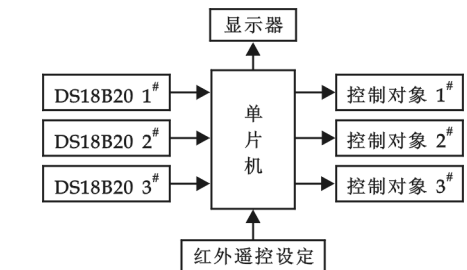 显示器
DS18B20 1#
DS18B20 2#
DS18B20 3#
单片机
控制对象 1#
控制对象 2#
控制对象 3#
红外遥控设定